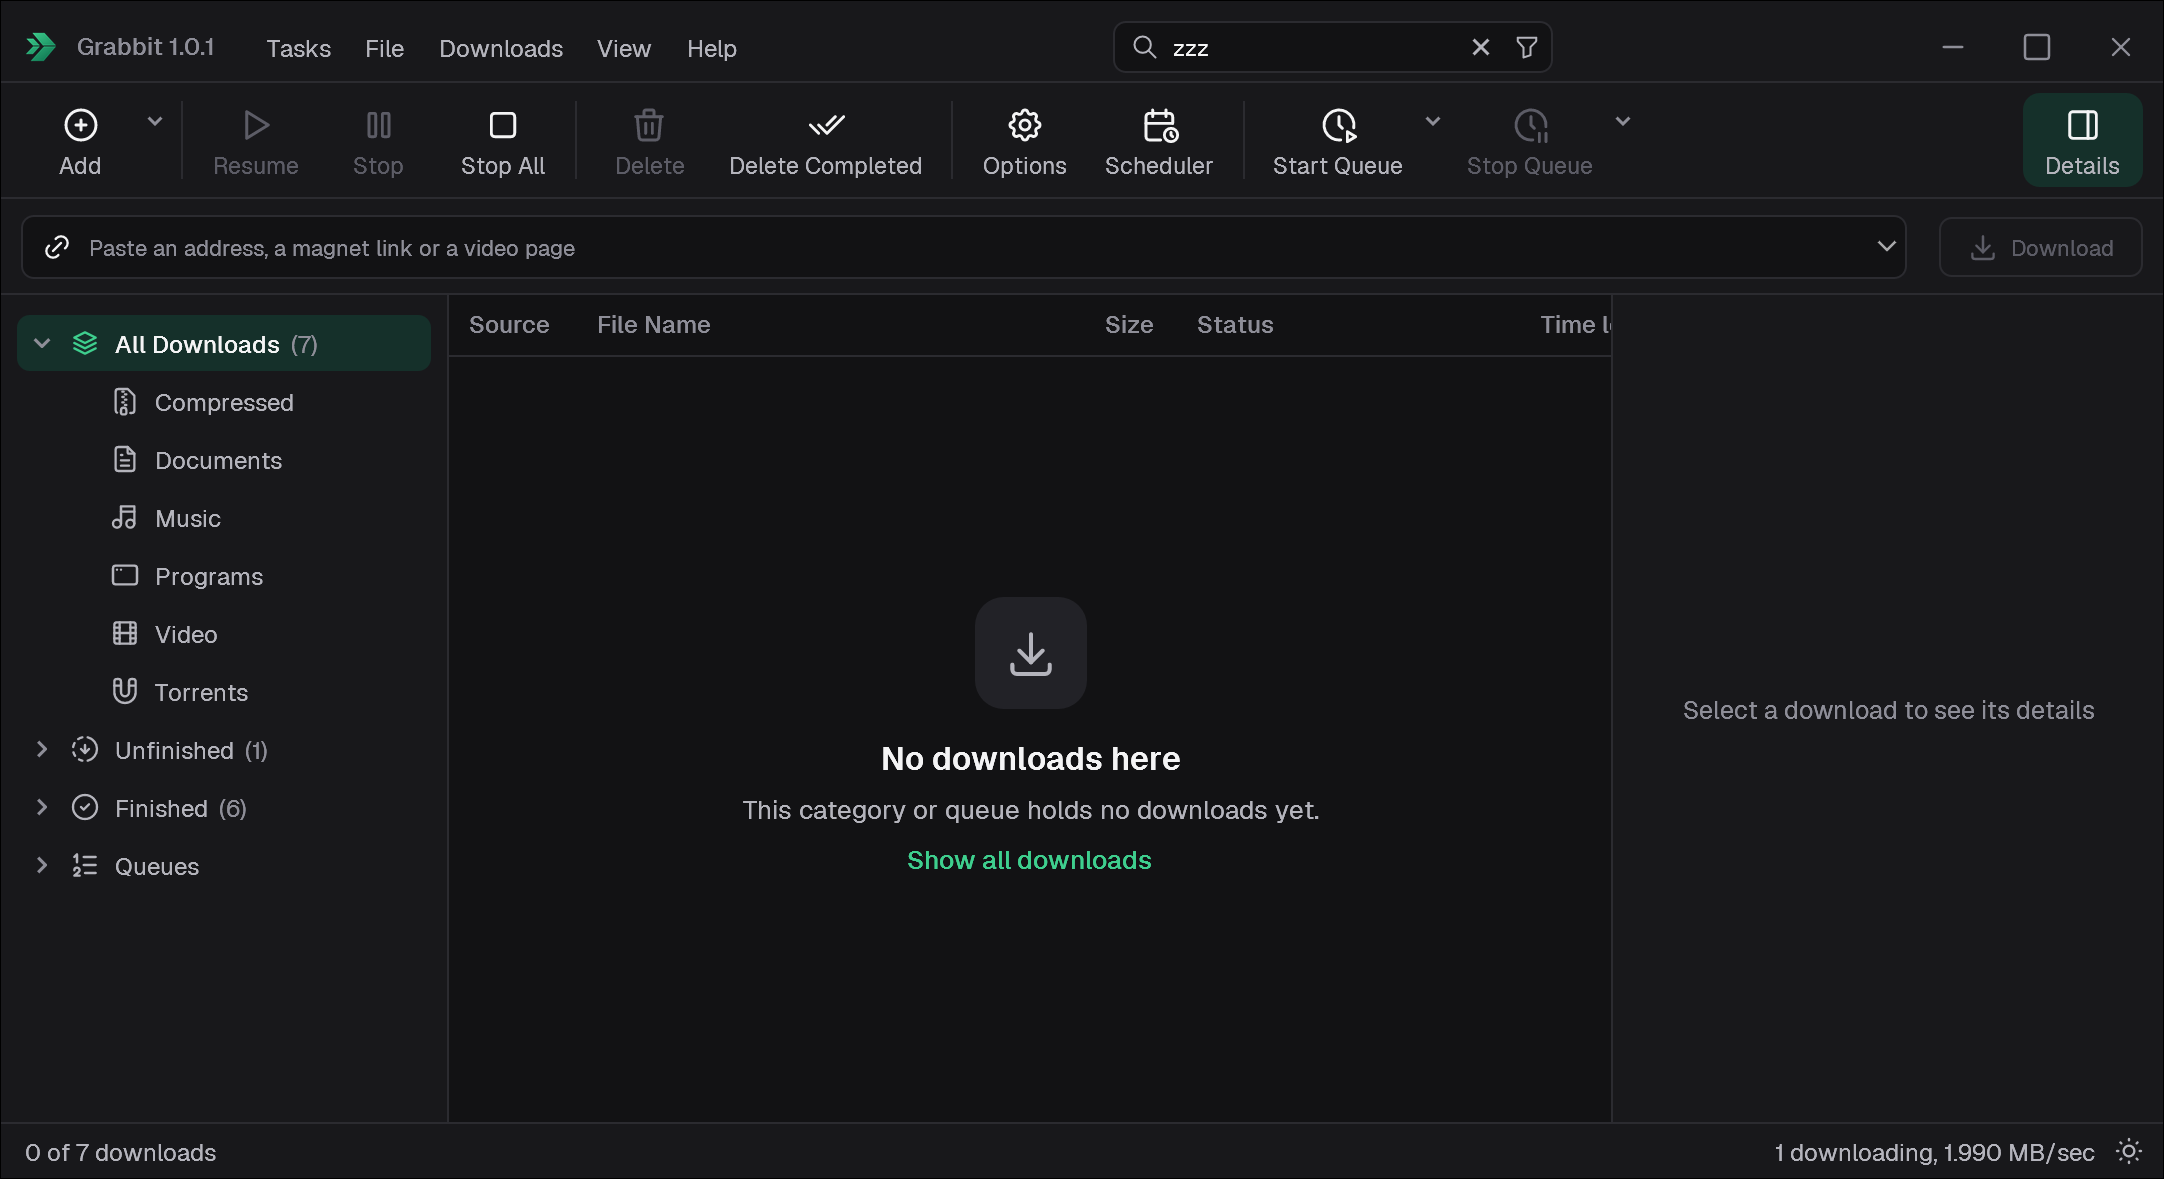 Grabbit 1.0.1 Tasks File Downloads View Help zzz
Add Resume Stop Stop All Delete Delete Completed Options Scheduler Start Queue Stop Queue Details
Paste an address, a magnet link or a video page Download
Source File Name Size Status Time l
All Downloads (7)
Compressed
Documents
Music
Programs
Video
Torrents
Unfinished (1)
Finished (6)
Queues
No downloads here
This category or queue holds no downloads yet.
Show all downloads
Select a download to see its details
0 of 7 downloads 1 downloading, 1.990 MB/sec